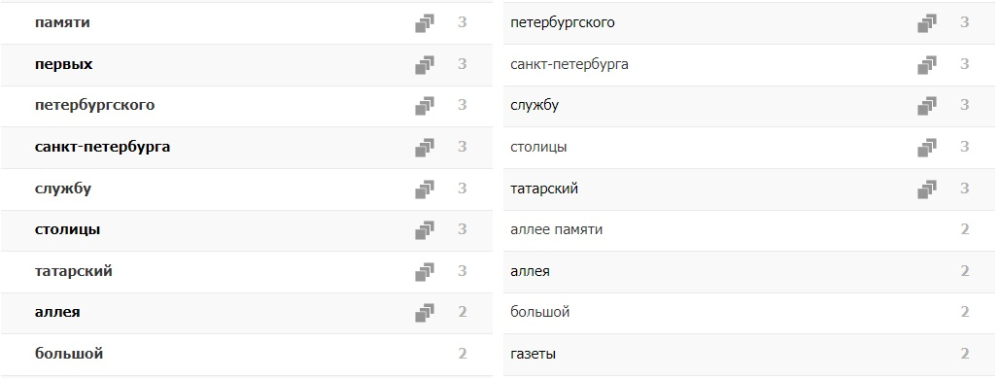 памяти 3
первых 3
петербургского 3
санкт-петербурга 3
службу 3
столицы 3
татарский 3
аллея 2
большой 2
петербургского 3
санкт-петербурга 3
службу 3
столицы 3
татарский 3
аллее памяти 2
аллея 2
большой 2
газеты 2